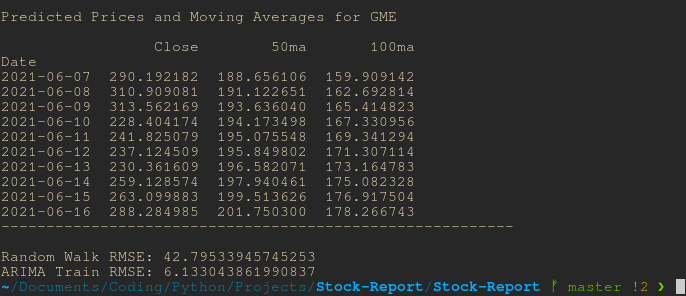 Predicted Prices and Moving Averages for GME
Close 50ma 100ma
Date
2021-06-07 290.192182 188.656106 159.909142
2021-06-08 310.909081 191.122651 162.692814
2021-06-09 313.562169 193.636040 165.414823
2021-06-10 228.404174 194.173498 167.330956
2021-06-11 241.825079 195.075548 169.341294
2021-06-12 237.124509 195.849802 171.307114
2021-06-13 230.361609 196.582071 173.164783
2021-06-14 259.128574 197.940461 175.082328
2021-06-15 263.099883 199.513626 176.917504
2021-06-16 288.284985 201.750300 178.266743
---------------------------------------------------------
Random Walk RMSE: 42.79533945745253
ARIMA Train RMSE: 6.133043861990837
~/Documents/Coding/Python/Projects/Stock-Report/Stock-Report ᚠ master !2 ❯